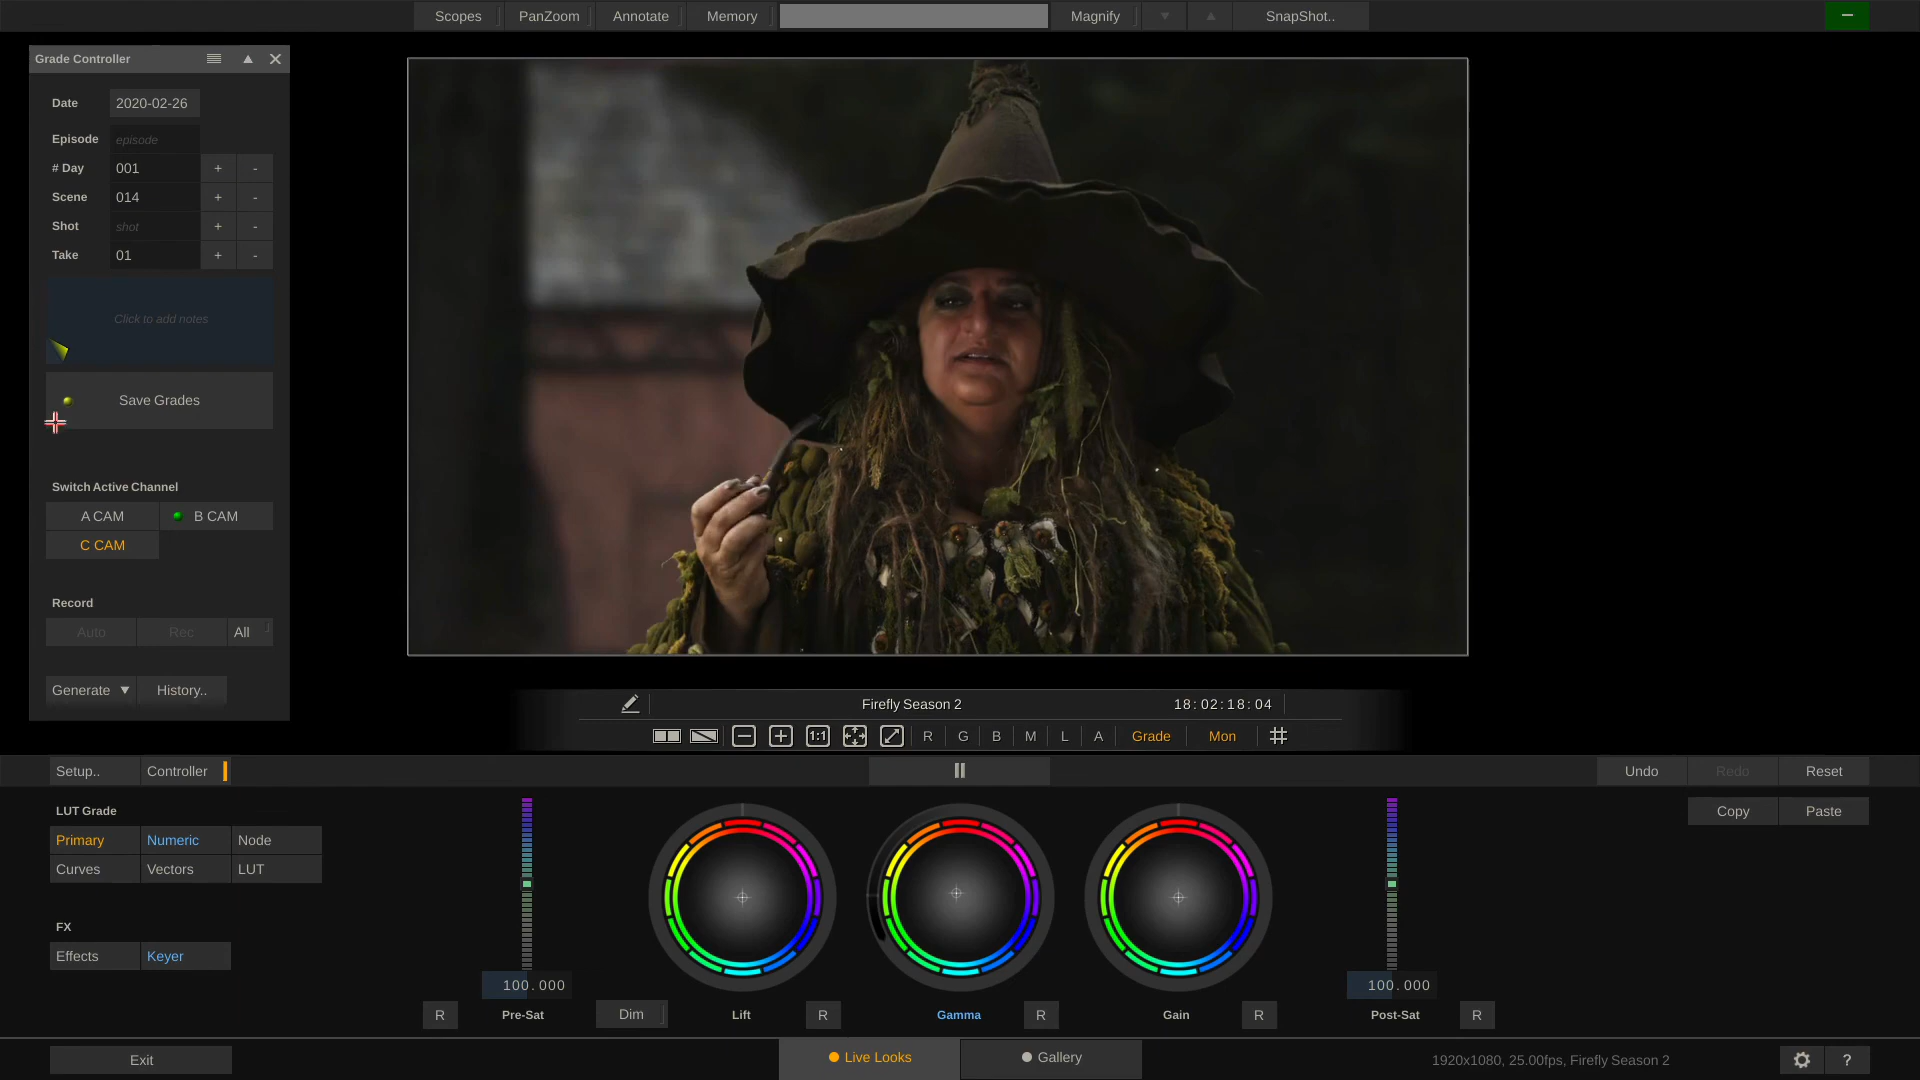 Scopes PanZoom Annotate Memory Magnify SnapShot..
Grade Controller
Date 2020-02-26
Episode episode
# Day 001 + -
Scene 014 + -
Shot shot + -
Take 01 + -
Click to add notes
Save Grades
Switch Active Channel
A CAM B CAM
C CAM
Record
Auto Rec All
Generate History..
Firefly Season 2 18:02:18:04
1:1 R G B M L A Grade Mon
Setup.. Controller Undo Redo Reset
LUT Grade Copy Paste
Primary Numeric Node
Curves Vectors LUT
FX
Effects Keyer
100.000 100.000
R Pre-Sat Dim Lift R Gamma R Gain R Post-Sat R
Exit Live Looks Gallery 1920x1080, 25.00fps, Firefly Season 2 ?